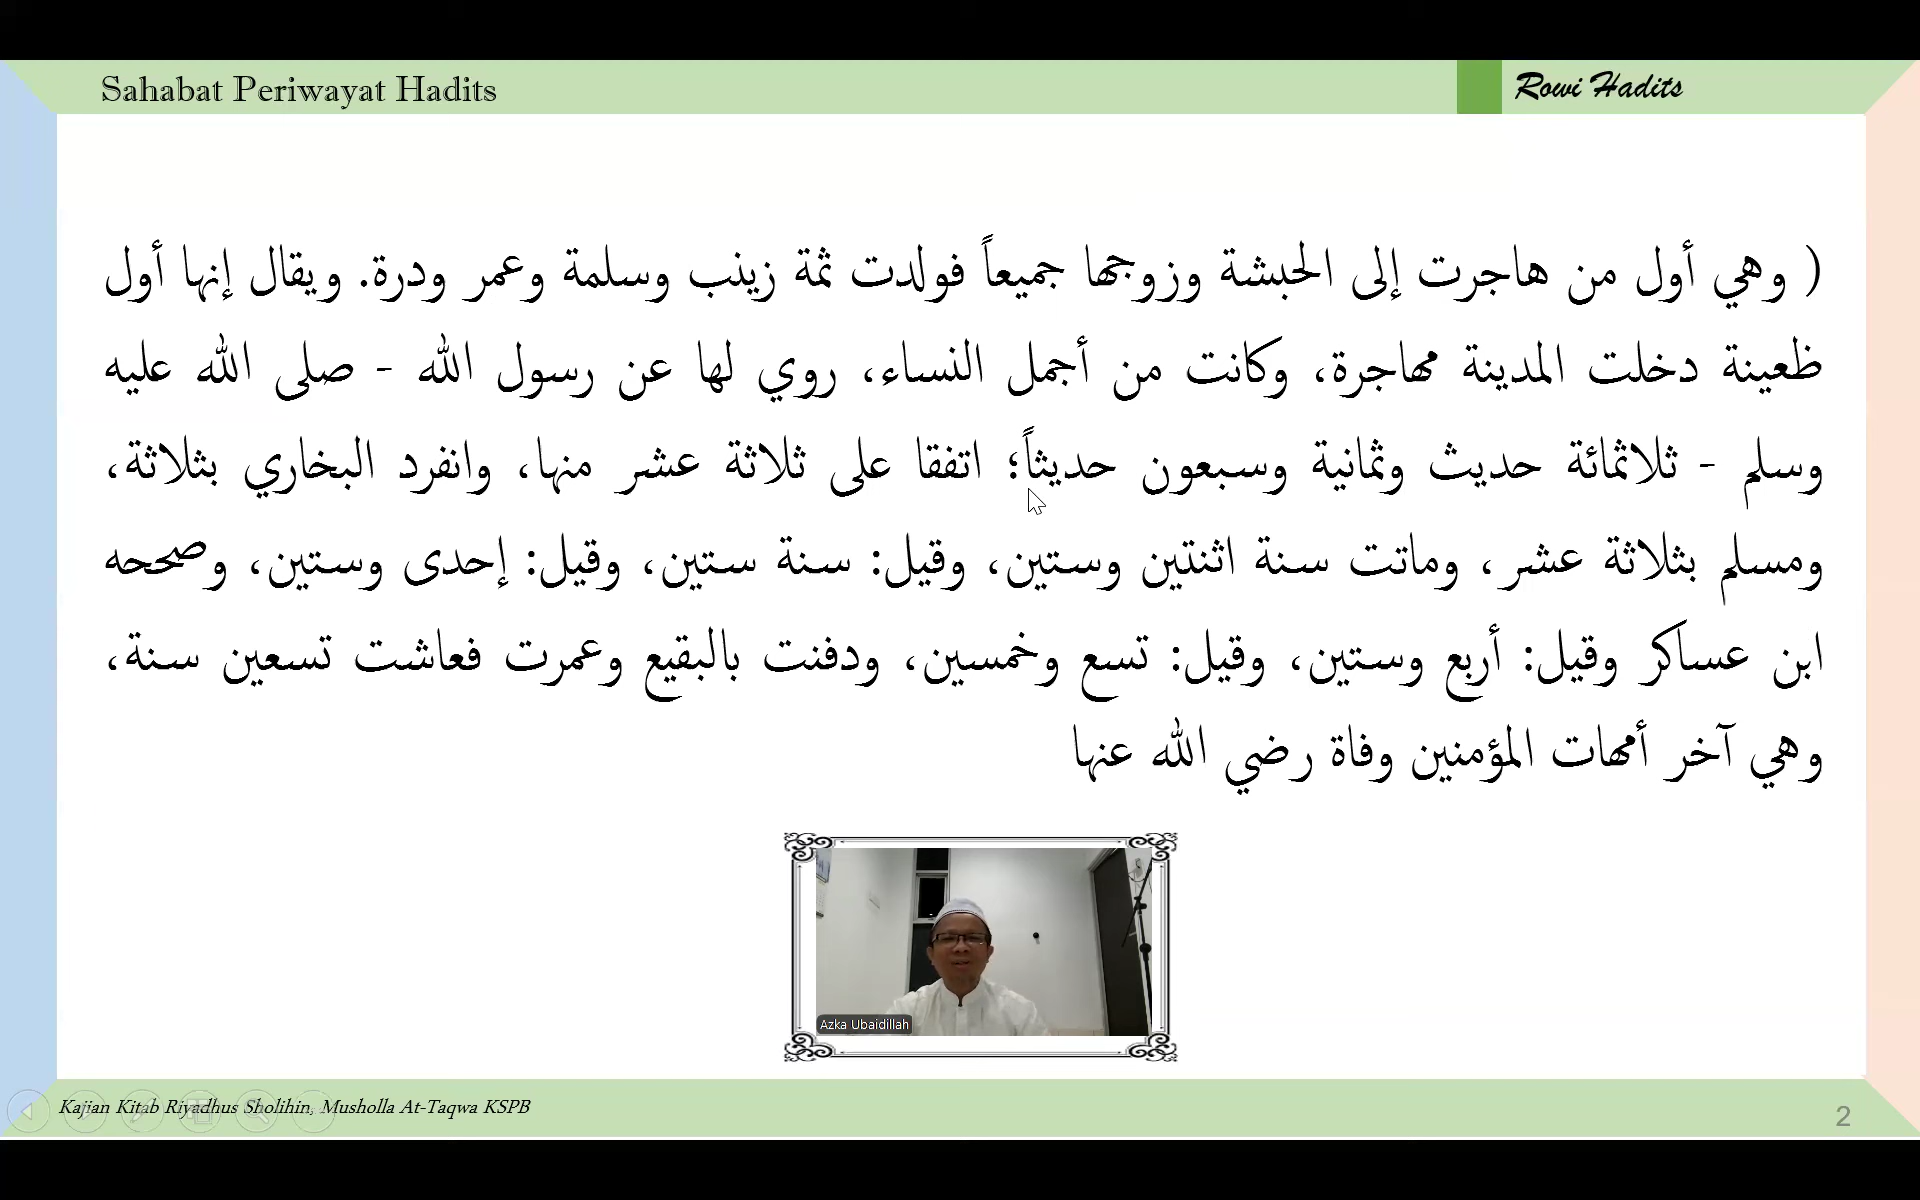 Sahabat Periwayat Hadits
Rowi Hadits
( وهي أول من هاجرت إلى الحبشة وزوجها جميعاً فولدت ثمة زينب وسلمة وعمر ودرة. ويقال إنها أول
ظعينة دخلت المدينة مهاجرة، وكانت من أجمل النساء، روي لها عن رسول الله - صلى الله عليه
وسلم - ثلاثمائة حديث وثمانية وسبعون حديثاً؛ اتفقا على ثلاثة عشر منها، وانفرد البخاري بثلاثة،
ومسلم بثلاثة عشر، وماتت سنة اثنتين وستين، وقيل: سنة ستين، وقيل: إحدى وستين، وصححه
ابن عساكر وقيل: أربع وستين، وقيل: تسع وخمسين، ودفنت بالبقيع وعمرت فعاشت تسعين سنة،
وهي آخر أمهات المؤمنين وفاة رضي الله عنها
Azka Ubaidillah
Kajian Kitab Riyadhus Sholihin, Musholla At-Taqwa KSPB
2